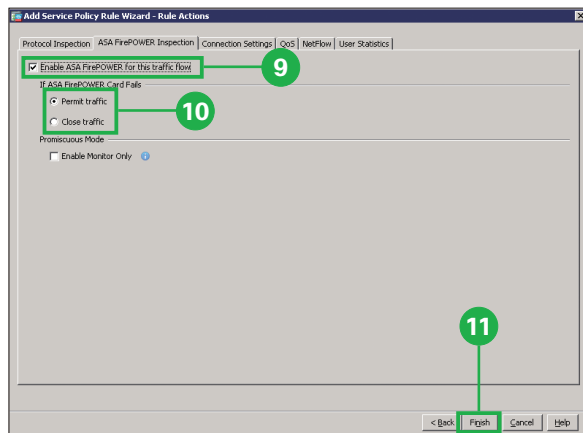 Add Service Policy Rule Wizard - Rule Actions
Protocol Inspection ASA FirePOWER Inspection Connection Settings QoS NetFlow User Statistics
Enable ASA FirePOWER for this traffic flow
9
If ASA FirePOWER Card Fails
Permit traffic
10
Close traffic
Promiscuous Mode
Enable Monitor Only
11
< Back Finish Cancel Help